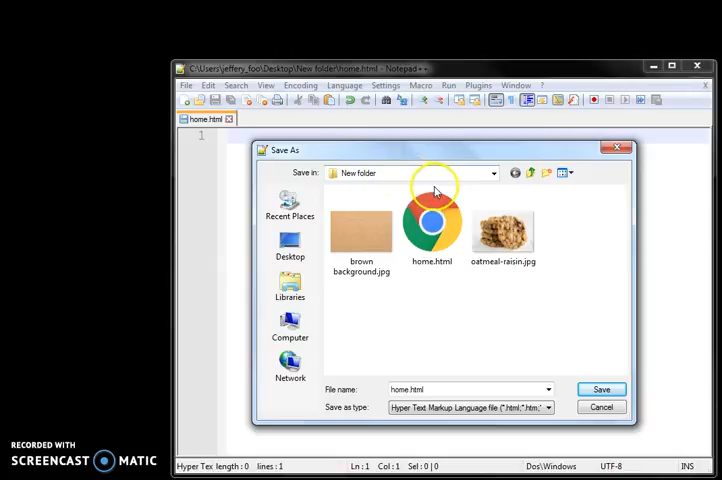 C:\Users\jeffery_foo\Desktop\New folder\home.html - Notepad++
File Edit Search View Encoding Language Settings Macro Run Plugins Window ? X
home.html
1
Save As
Save in: New folder
Recent Places
Desktop
Libraries
Computer
Network
brown background.jpg
home.html
oatmeal-raisin.jpg
File name: home.html
Save
Save as type: Hyper Text Markup Language file (*.html;*.htm;*
Cancel
RECORDED WITH
SCREENCAST MATIC
Hyper Tex length : 0 lines : 1 Ln : 1 Col : 1 Sel : 0 | 0 Dos\Windows UTF-8 INS